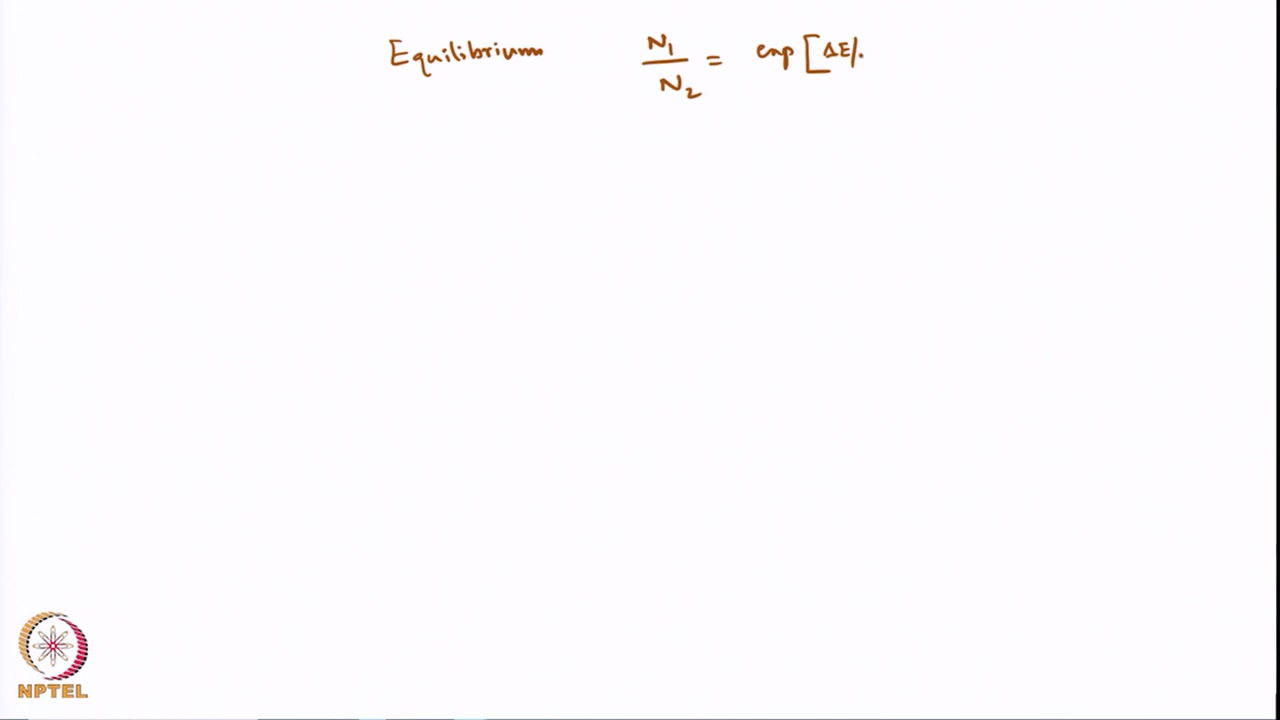 Equilibrium N₁/N₂ = exp [ΔE/.
NPTEL